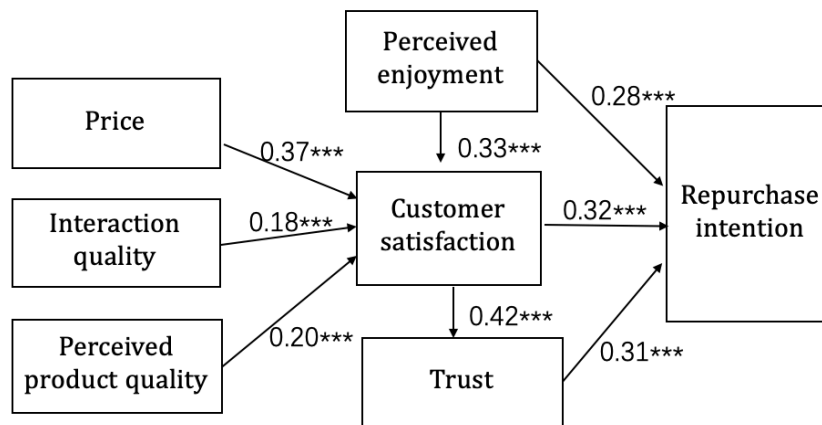 Perceived
enjoyment
0.28***
Price
0.37***
0.33***
Customer
satisfaction
Repurchase
intention
Interaction
quality
0.18***
0.32***
0.20***
0.42***
0.31***
Perceived
product quality
Trust